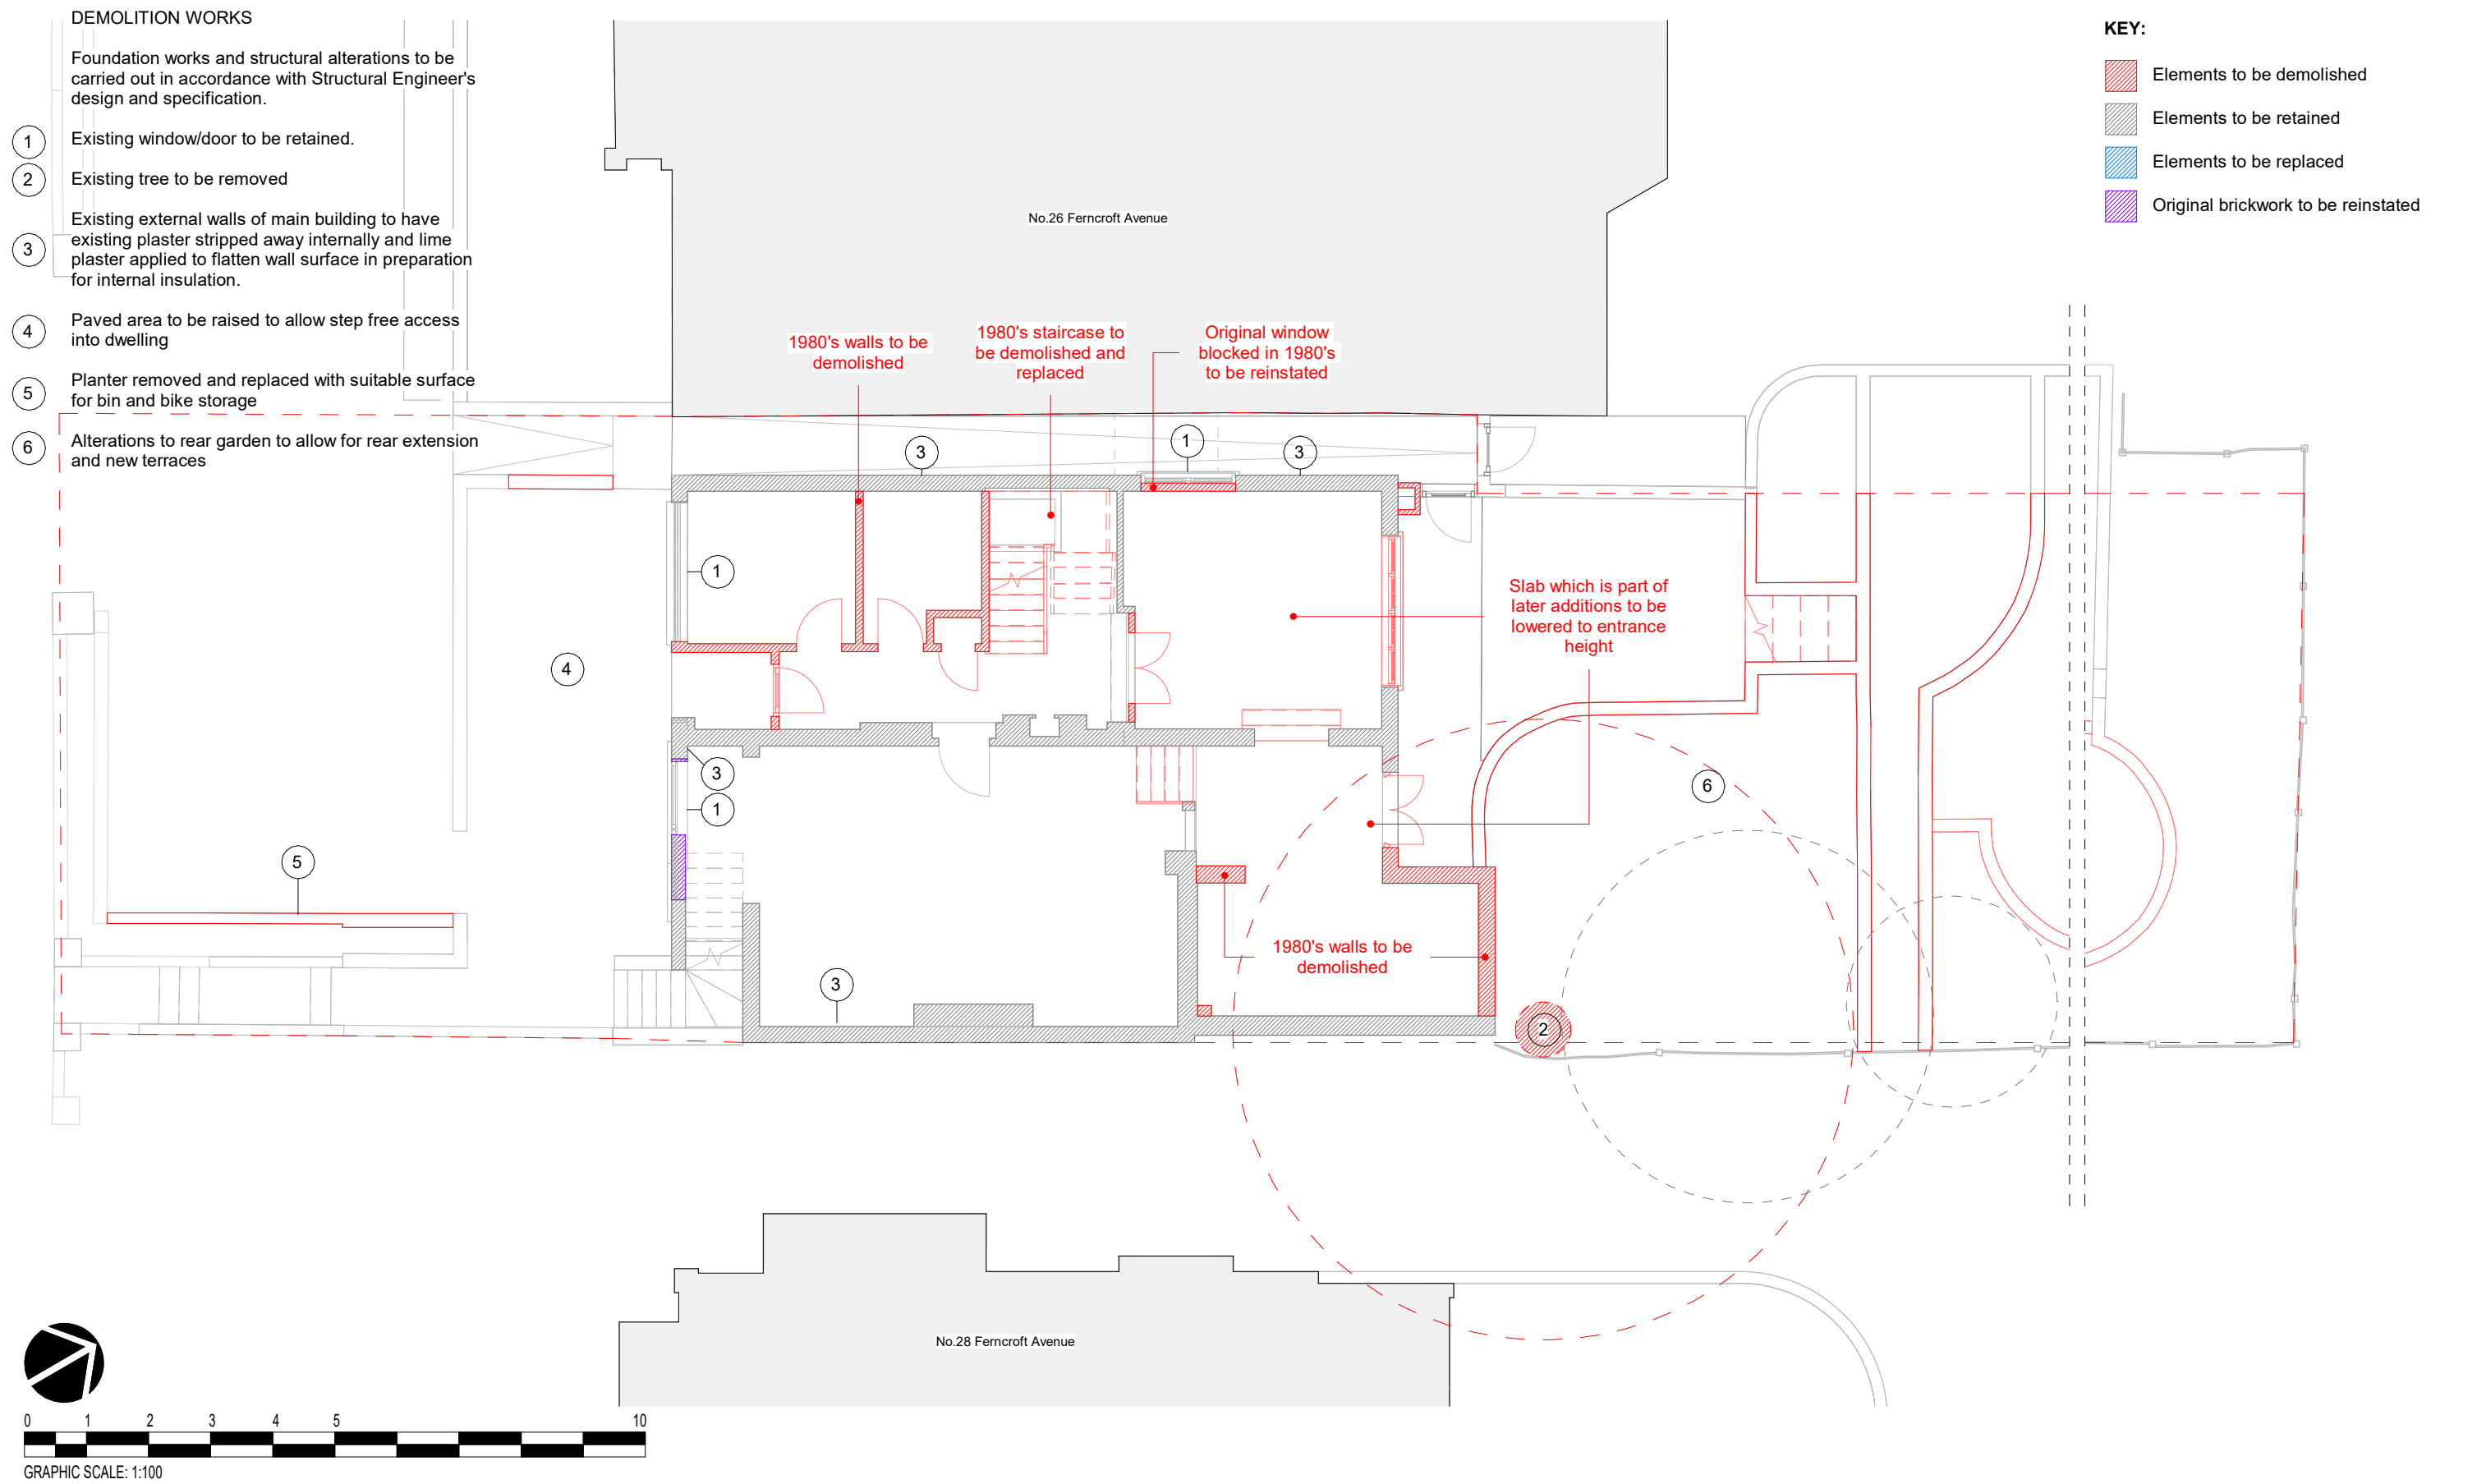 DEMOLITION WORKS
Foundation works and structural alterations to be
carried out in accordance with Structural Engineer's
design and specification.
1 Existing window/door to be retained.
2 Existing tree to be removed
3 Existing external walls of main building to have
existing plaster stripped away internally and lime
plaster applied to flatten wall surface in preparation
for internal insulation.
4 Paved area to be raised to allow step free access
into dwelling
5 Planter removed and replaced with suitable surface
for bin and bike storage
6 Alterations to rear garden to allow for rear extension
and new terraces
KEY:
Elements to be demolished
Elements to be retained
Elements to be replaced
Original brickwork to be reinstated
No.26 Ferncroft Avenue
1980's walls to be
demolished
1980's staircase to
be demolished and
replaced
Original window
blocked in 1980's
to be reinstated
3
1
3
1
Slab which is part of
later additions to be
lowered to entrance
height
4
3
1
6
5
1980's walls to be
demolished
3
2
No.28 Ferncroft Avenue
0 1 2 3 4 5 10
GRAPHIC SCALE: 1:100